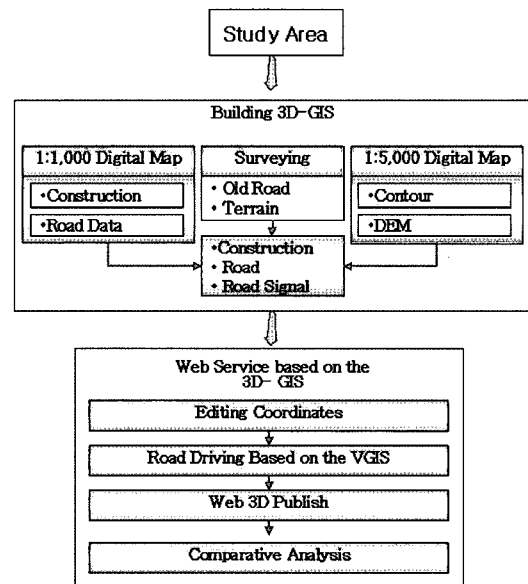 Study Area
Building 3D-GIS
1:1,000 Digital Map
•Construction
•Road Data
Surveying
• Old Road
• Terrain
1:5,000 Digital Map
•Contour
•DEM
•Construction
• Road
• Road Signal
Web Service based on the
3D- GIS
Editing Coordinates
Road Driving Based on the VGIS
Web 3D Publish
Comparative Analysis